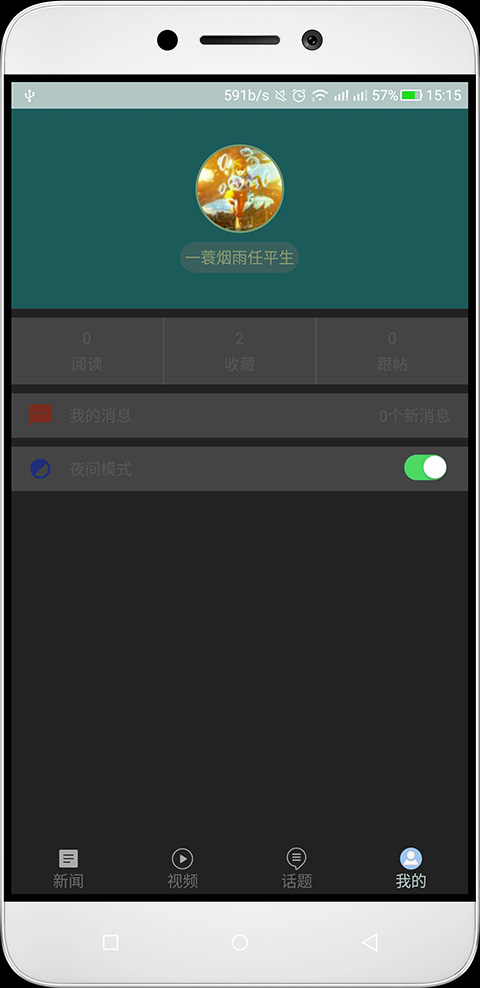 591b/s 57% 15:15
一蓑烟雨任平生
0 2 0
阅读 收藏 跟帖
我的消息 0个新消息
夜间模式
新闻 视频 话题 我的